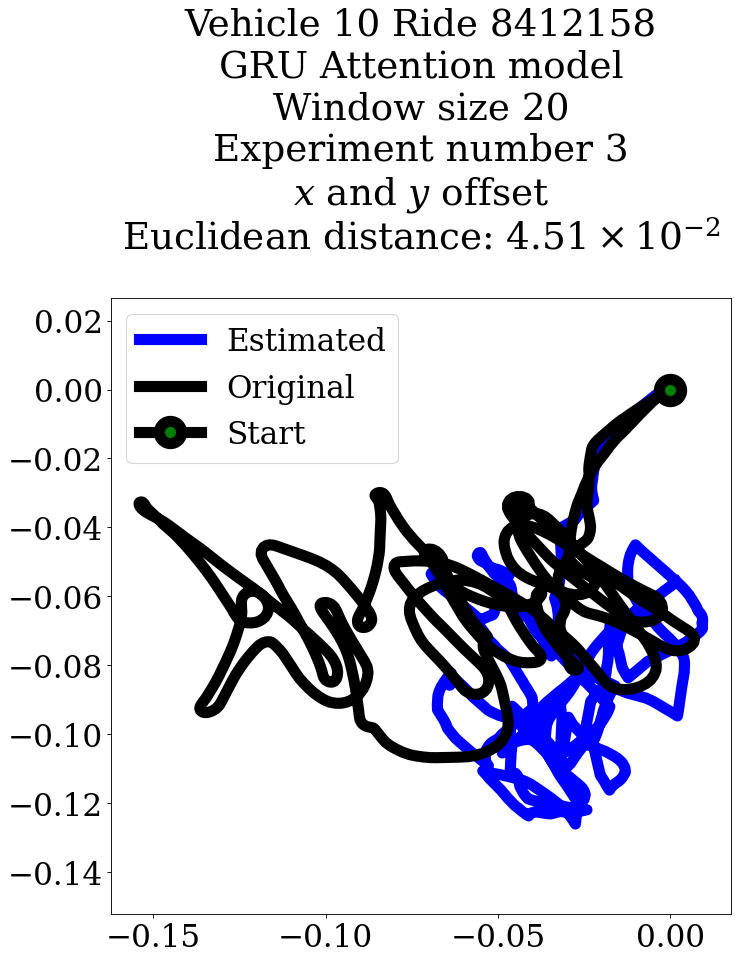 Vehicle 10 Ride 8412158
GRU Attention model
Window size 20
Experiment number 3
x and y offset
Euclidean distance: 4.51 × 10⁻²
0.02
0.00
−0.02
−0.04
−0.06
−0.08
−0.10
−0.12
−0.14
Estimated
Original
Start
−0.15
−0.10
−0.05
0.00